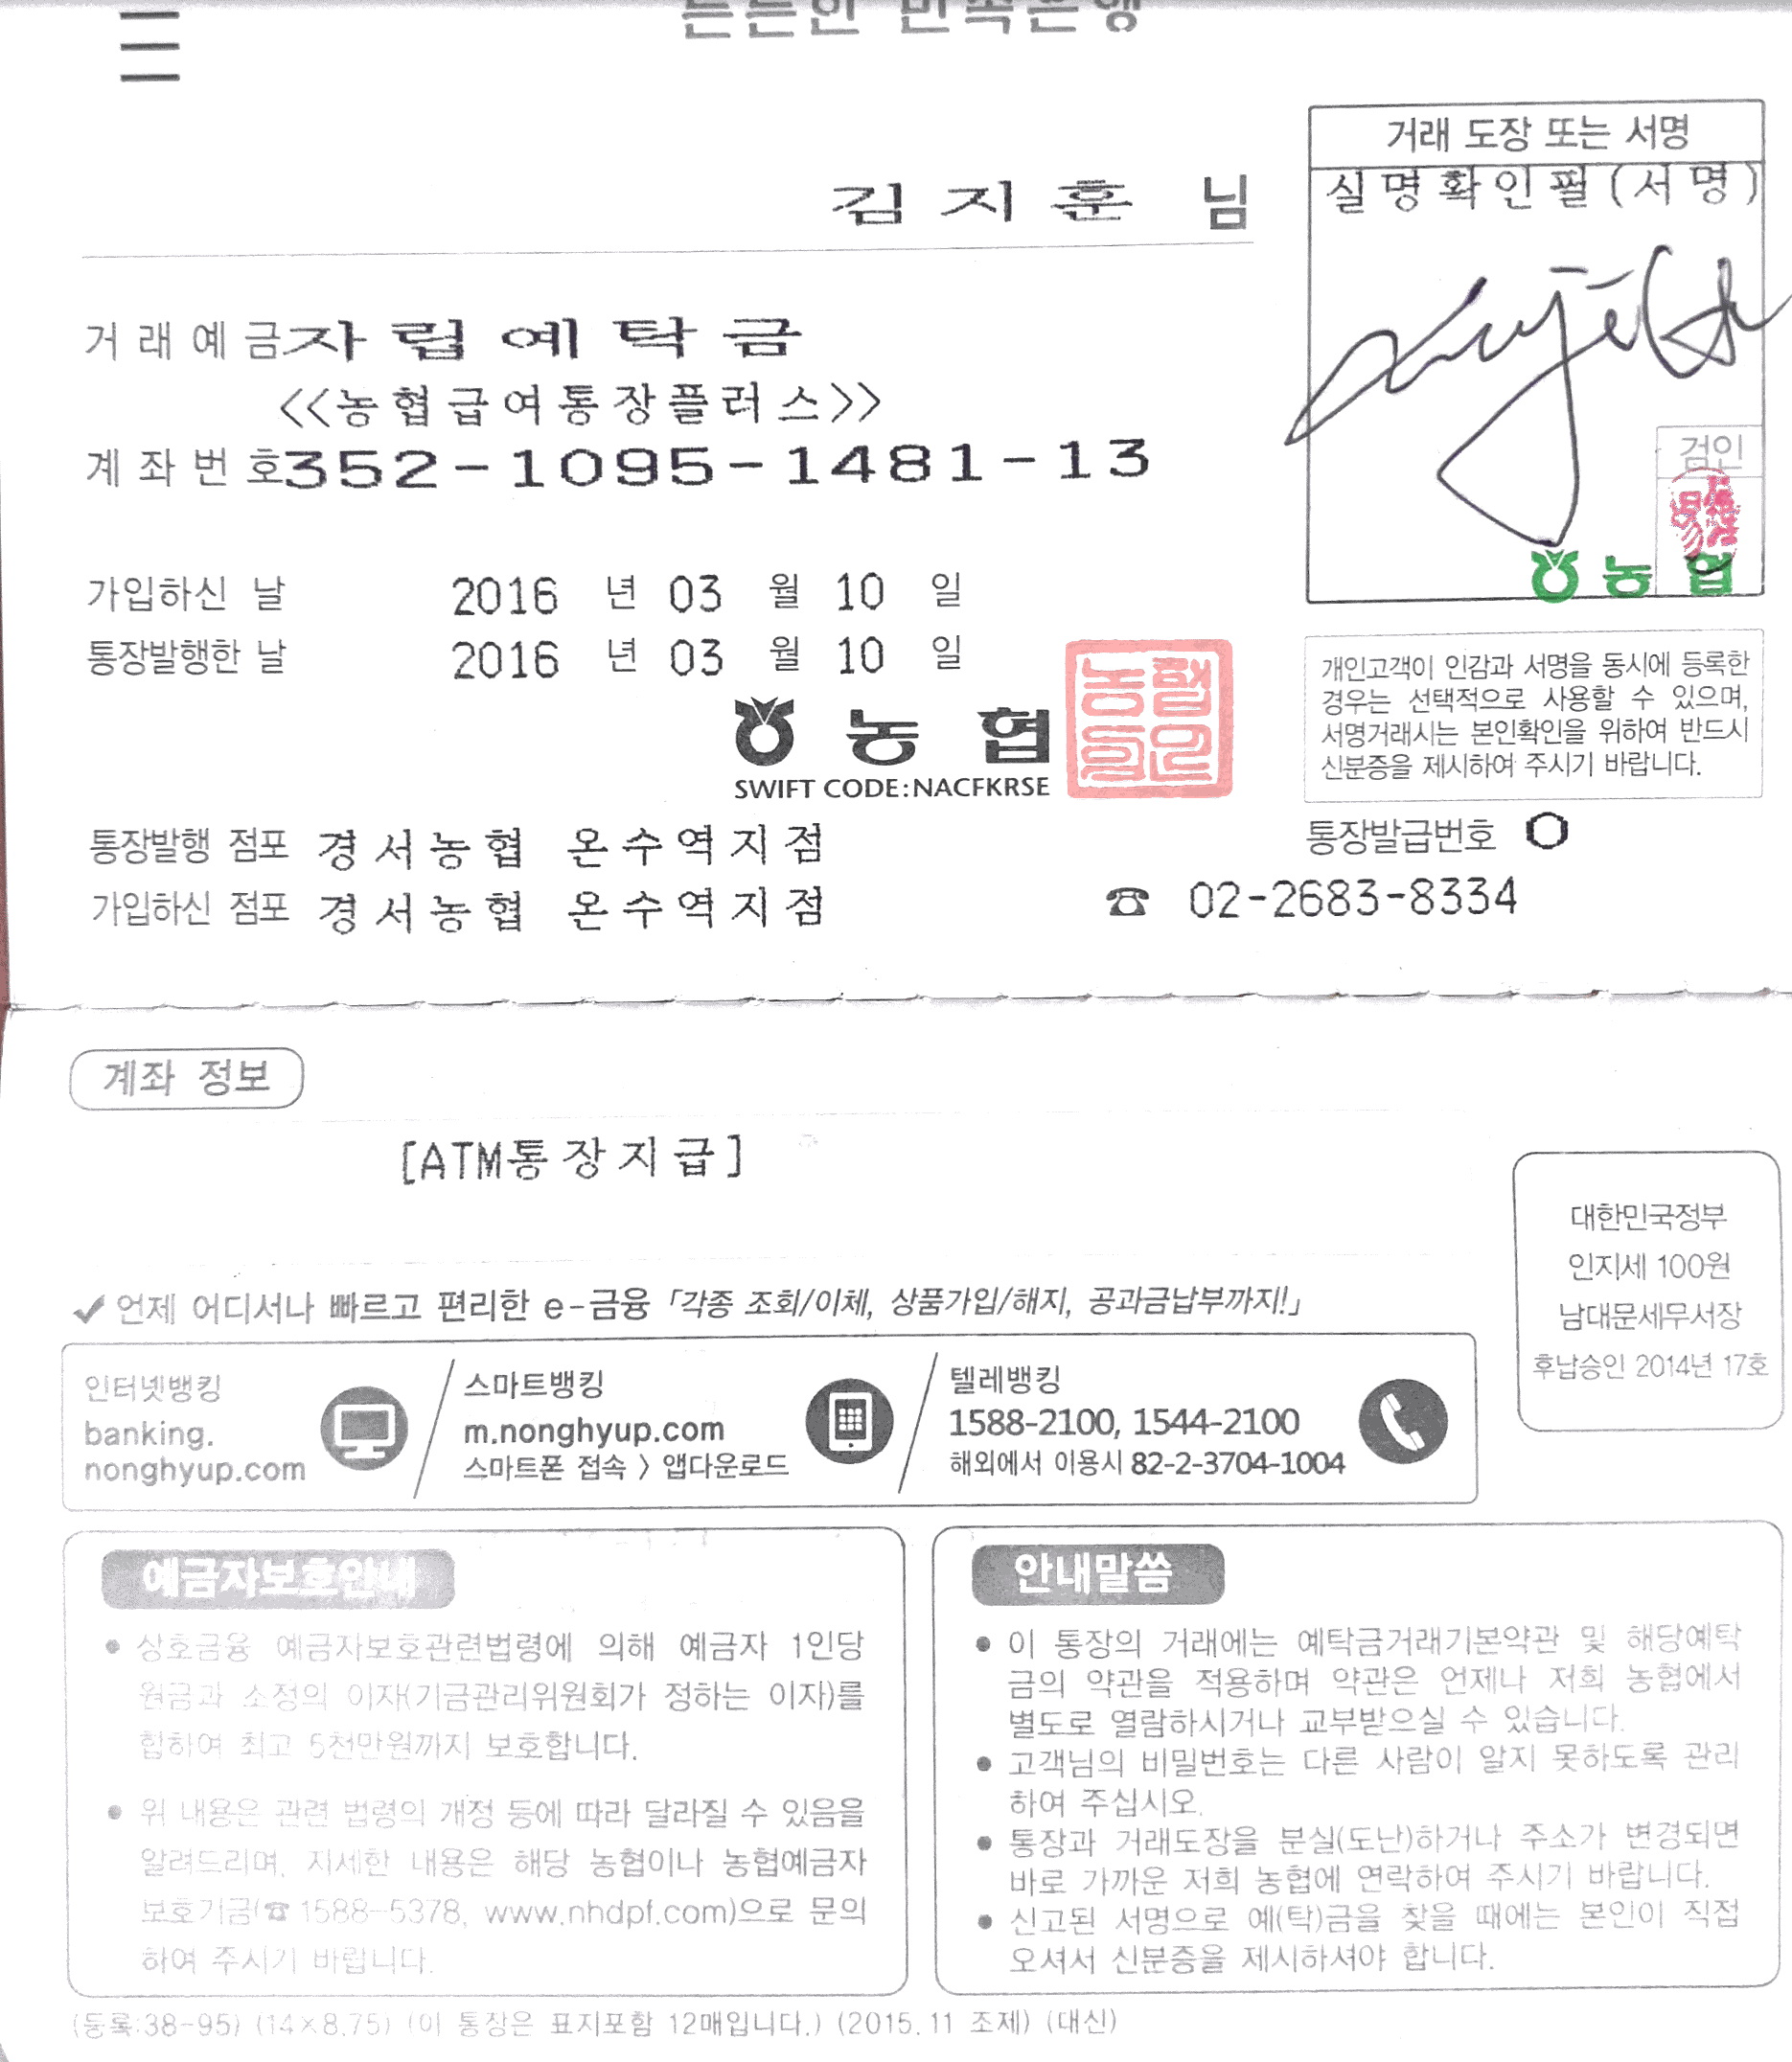 든든한 민족은행
거래 도장 또는 서명
실명확인필(서명)
김지훈 님
거래예금 자립예탁금
<<농협급여통장플러스>>
계좌번호 352-1095-1481-13
검인
가입하신 날 2016 년 03 월 10 일
통장발행한 날 2016 년 03 월 10 일
농협
농협
SWIFT CODE:NACFKRSE
개인고객이 인감과 서명을 동시에 등록한
경우는 선택적으로 사용할 수 있으며,
서명거래시는 본인확인을 위하여 반드시
신분증을 제시하여 주시기 바랍니다.
통장발급번호 0
통장발행 점포 경서농협 온수역지점
가입하신 점포 경서농협 온수역지점 ☎ 02-2683-8334
계좌 정보
[ATM통장지급]
대한민국정부
인지세 100원
남대문세무서장
후납승인 2014년 17호
✓언제 어디서나 빠르고 편리한 e-금융 「각종 조회/이체, 상품가입/해지, 공과금납부까지!」
인터넷뱅킹
banking.
nonghyup.com
스마트뱅킹
m.nonghyup.com
스마트폰 접속 > 앱다운로드
텔레뱅킹
1588-2100, 1544-2100
해외에서 이용시 82-2-3704-1004
예금자보호안내
● 상호금융 예금자보호관련법령에 의해 예금자 1인당
원금과 소정의 이자(기금관리위원회가 정하는 이자)를
합하여 최고 5천만원까지 보호합니다.
● 위 내용은 관련 법령의 개정 등에 따라 달라질 수 있음을
알려드리며, 자세한 내용은 해당 농협이나 농협예금자
보호기금(☎1588-5378, www.nhdpf.com)으로 문의
하여 주시기 바랍니다.
안내말씀
● 이 통장의 거래에는 예탁금거래기본약관 및 해당예탁
금의 약관을 적용하며 약관은 언제나 저희 농협에서
별도로 열람하시거나 교부받으실 수 있습니다.
● 고객님의 비밀번호는 다른 사람이 알지 못하도록 관리
하여 주십시오.
● 통장과 거래도장을 분실(도난)하거나 주소가 변경되면
바로 가까운 저희 농협에 연락하여 주시기 바랍니다.
● 신고된 서명으로 예(탁)금을 찾을 때에는 본인이 직접
오셔서 신분증을 제시하셔야 합니다.
(등록:38-95) (14×8.75) (이 통장은 표지포함 12매입니다.) (2015.11 조제) (대신)